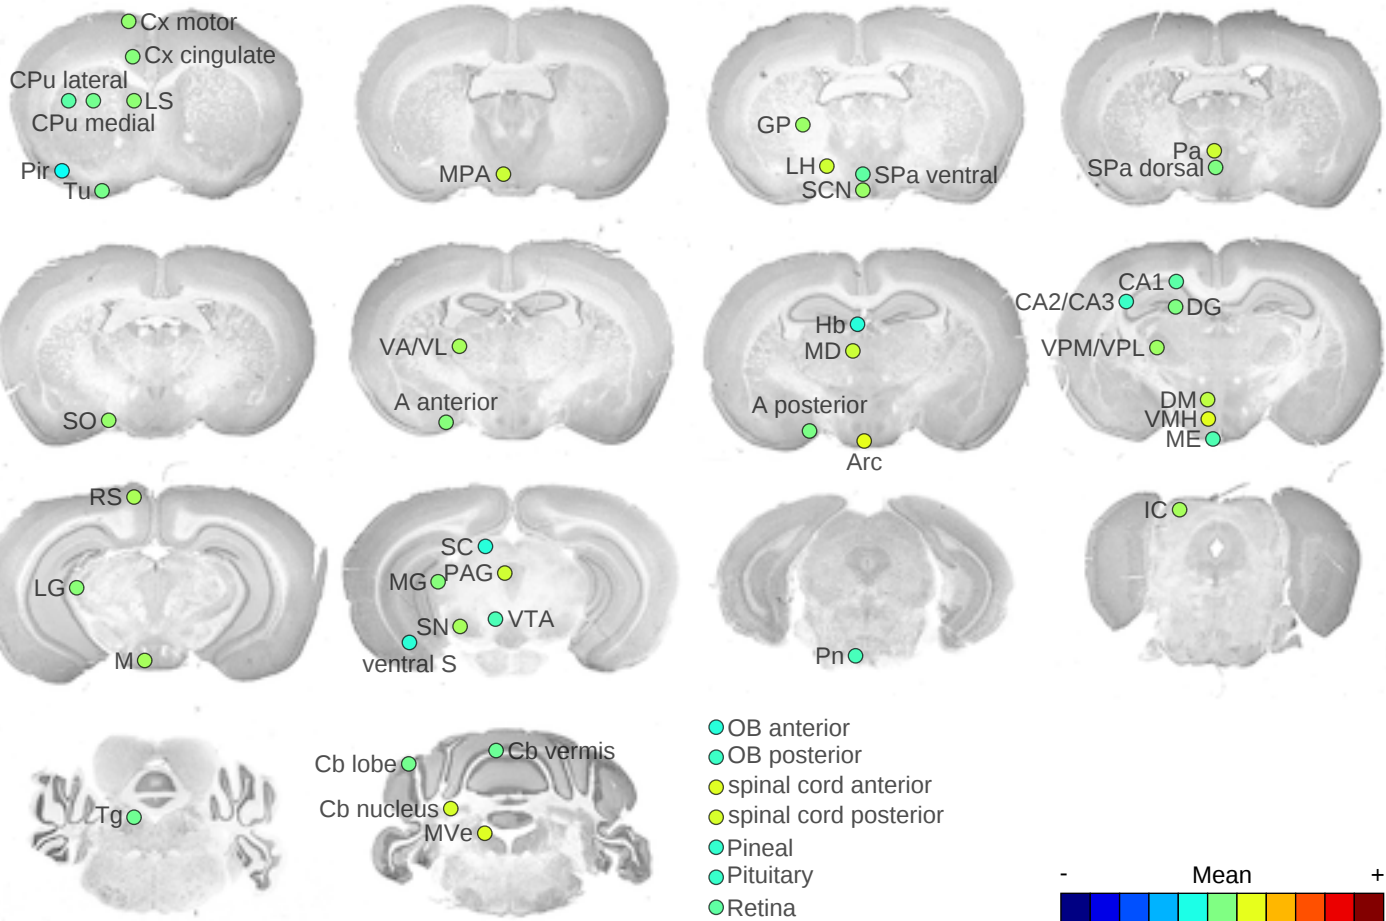 Cx motor
Cx cingulate
CPu lateral
LS
CPu medial
Pir
Tu
MPA
GP
LH
SPa ventral
SCN
Pa
SPa dorsal
SO
VA/VL
A anterior
Hb
MD
A posterior
Arc
CA1
CA2/CA3
DG
VPM/VPL
DM
VMH
ME
RS
LG
M
SC
PAG
MG
VTA
SN
ventral S
Pn
IC
Tg
Cb vermis
Cb lobe
Cb nucleus
MVe
OB anterior
OB posterior
spinal cord anterior
spinal cord posterior
Pineal
Pituitary
Retina
- Mean +